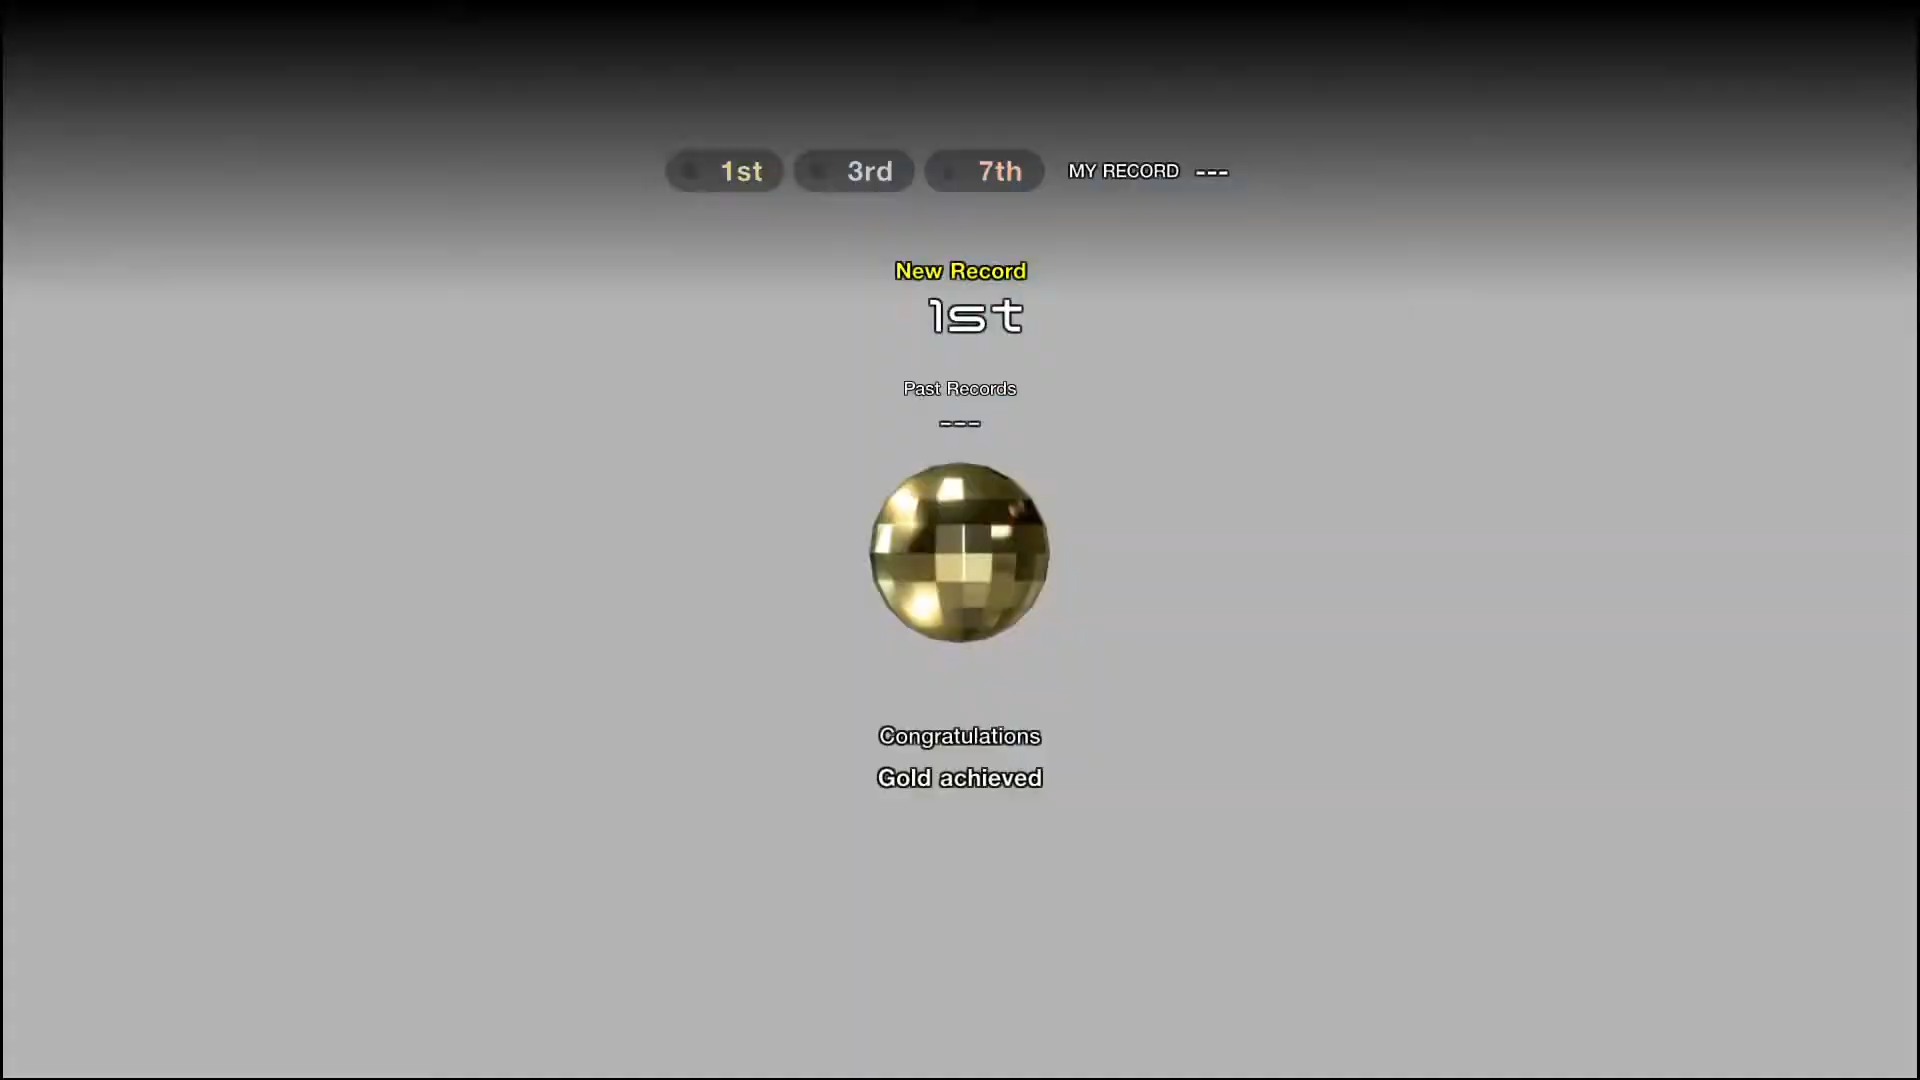 1st 3rd 7th MY RECORD ---
New Record
1st
Past Records
---
Congratulations
Gold achieved